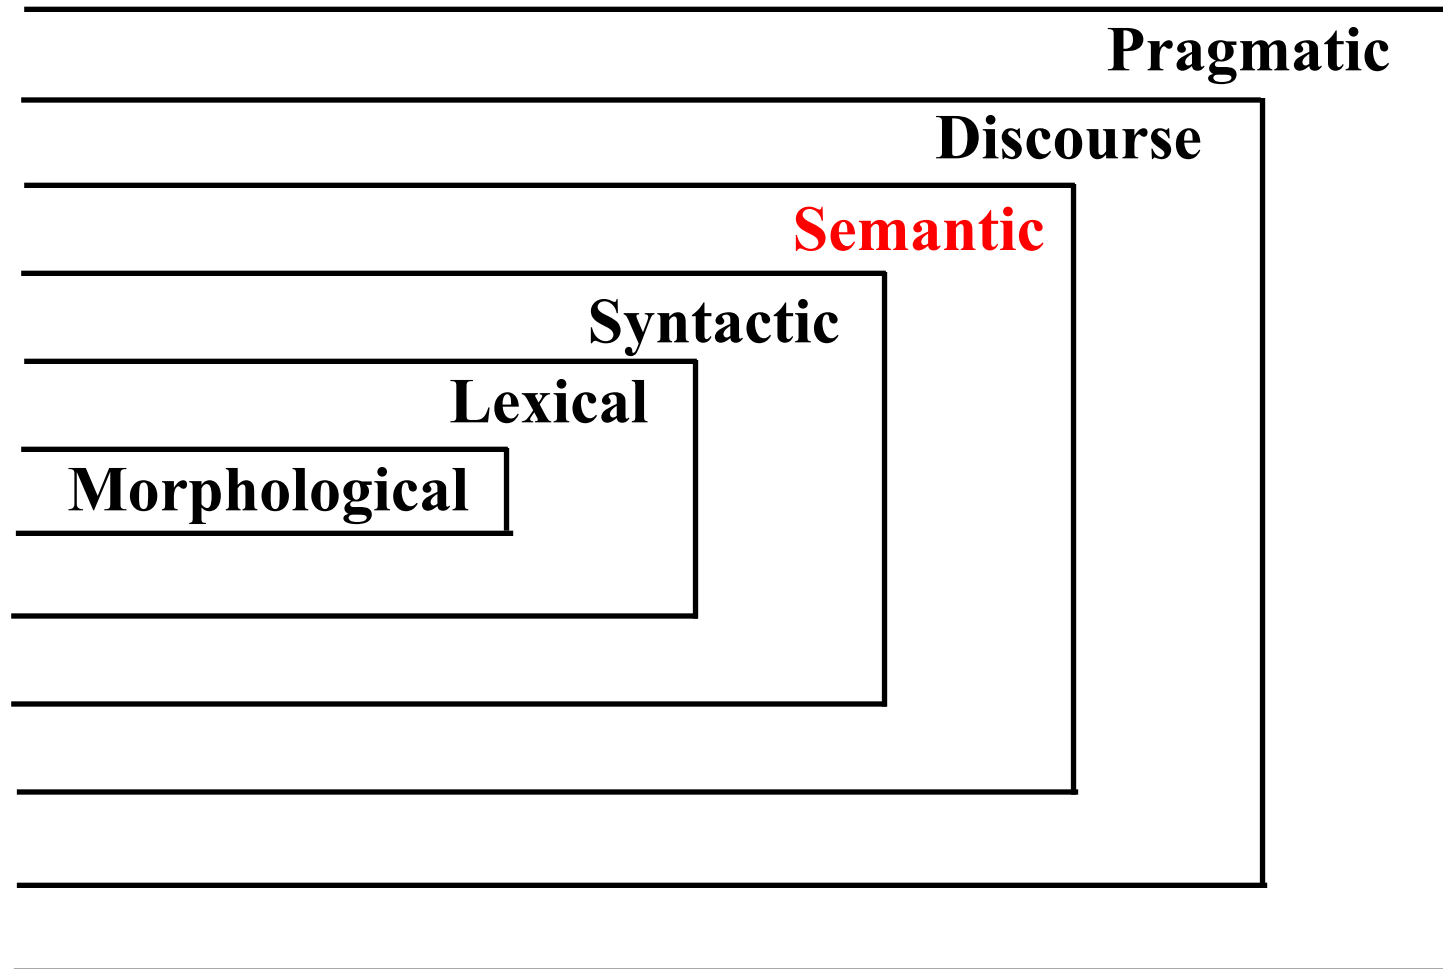 Pragmatic
Discourse
Semantic
Syntactic
Lexical
Morphological